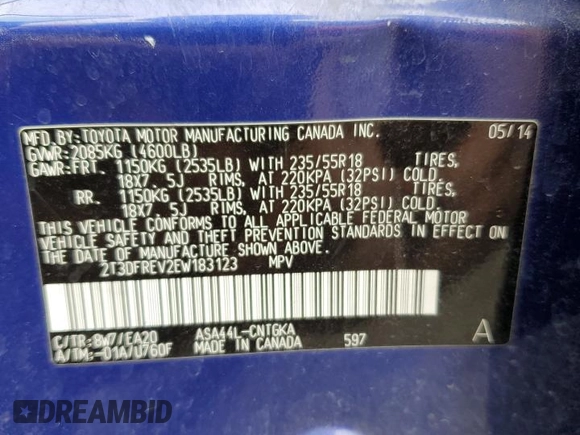 MFD.BY:TOYOTA MOTOR MANUFACTURING CANADA INC. 05/14
GVWR:2085KG (4600LB)
GAWR:FRT. 1150KG (2535LB) WITH 235/55R18 TIRES,
18X7. 5J RIMS, AT 220KPA (32PSI) COLD.
RR. 1150KG (2535LB) WITH 235/55R18 TIRES,
18X7. 5J RIMS, AT 220KPA (32PSI) COLD.
THIS VEHICLE CONFORMS TO ALL APPLICABLE FEDERAL MOTOR
VEHICLE SAFETY AND THEFT PREVENTION STANDARDS IN EFFECT
ON THE DATE OF MANUFACTURE SHOWN ABOVE.
2T3DFREV2EW183123 MPV
C/TR:8W7/EA20 ASA44L-CNTGKA
A/TM:-01A/U760F MADE IN CANADA 597 A
DREAMBID